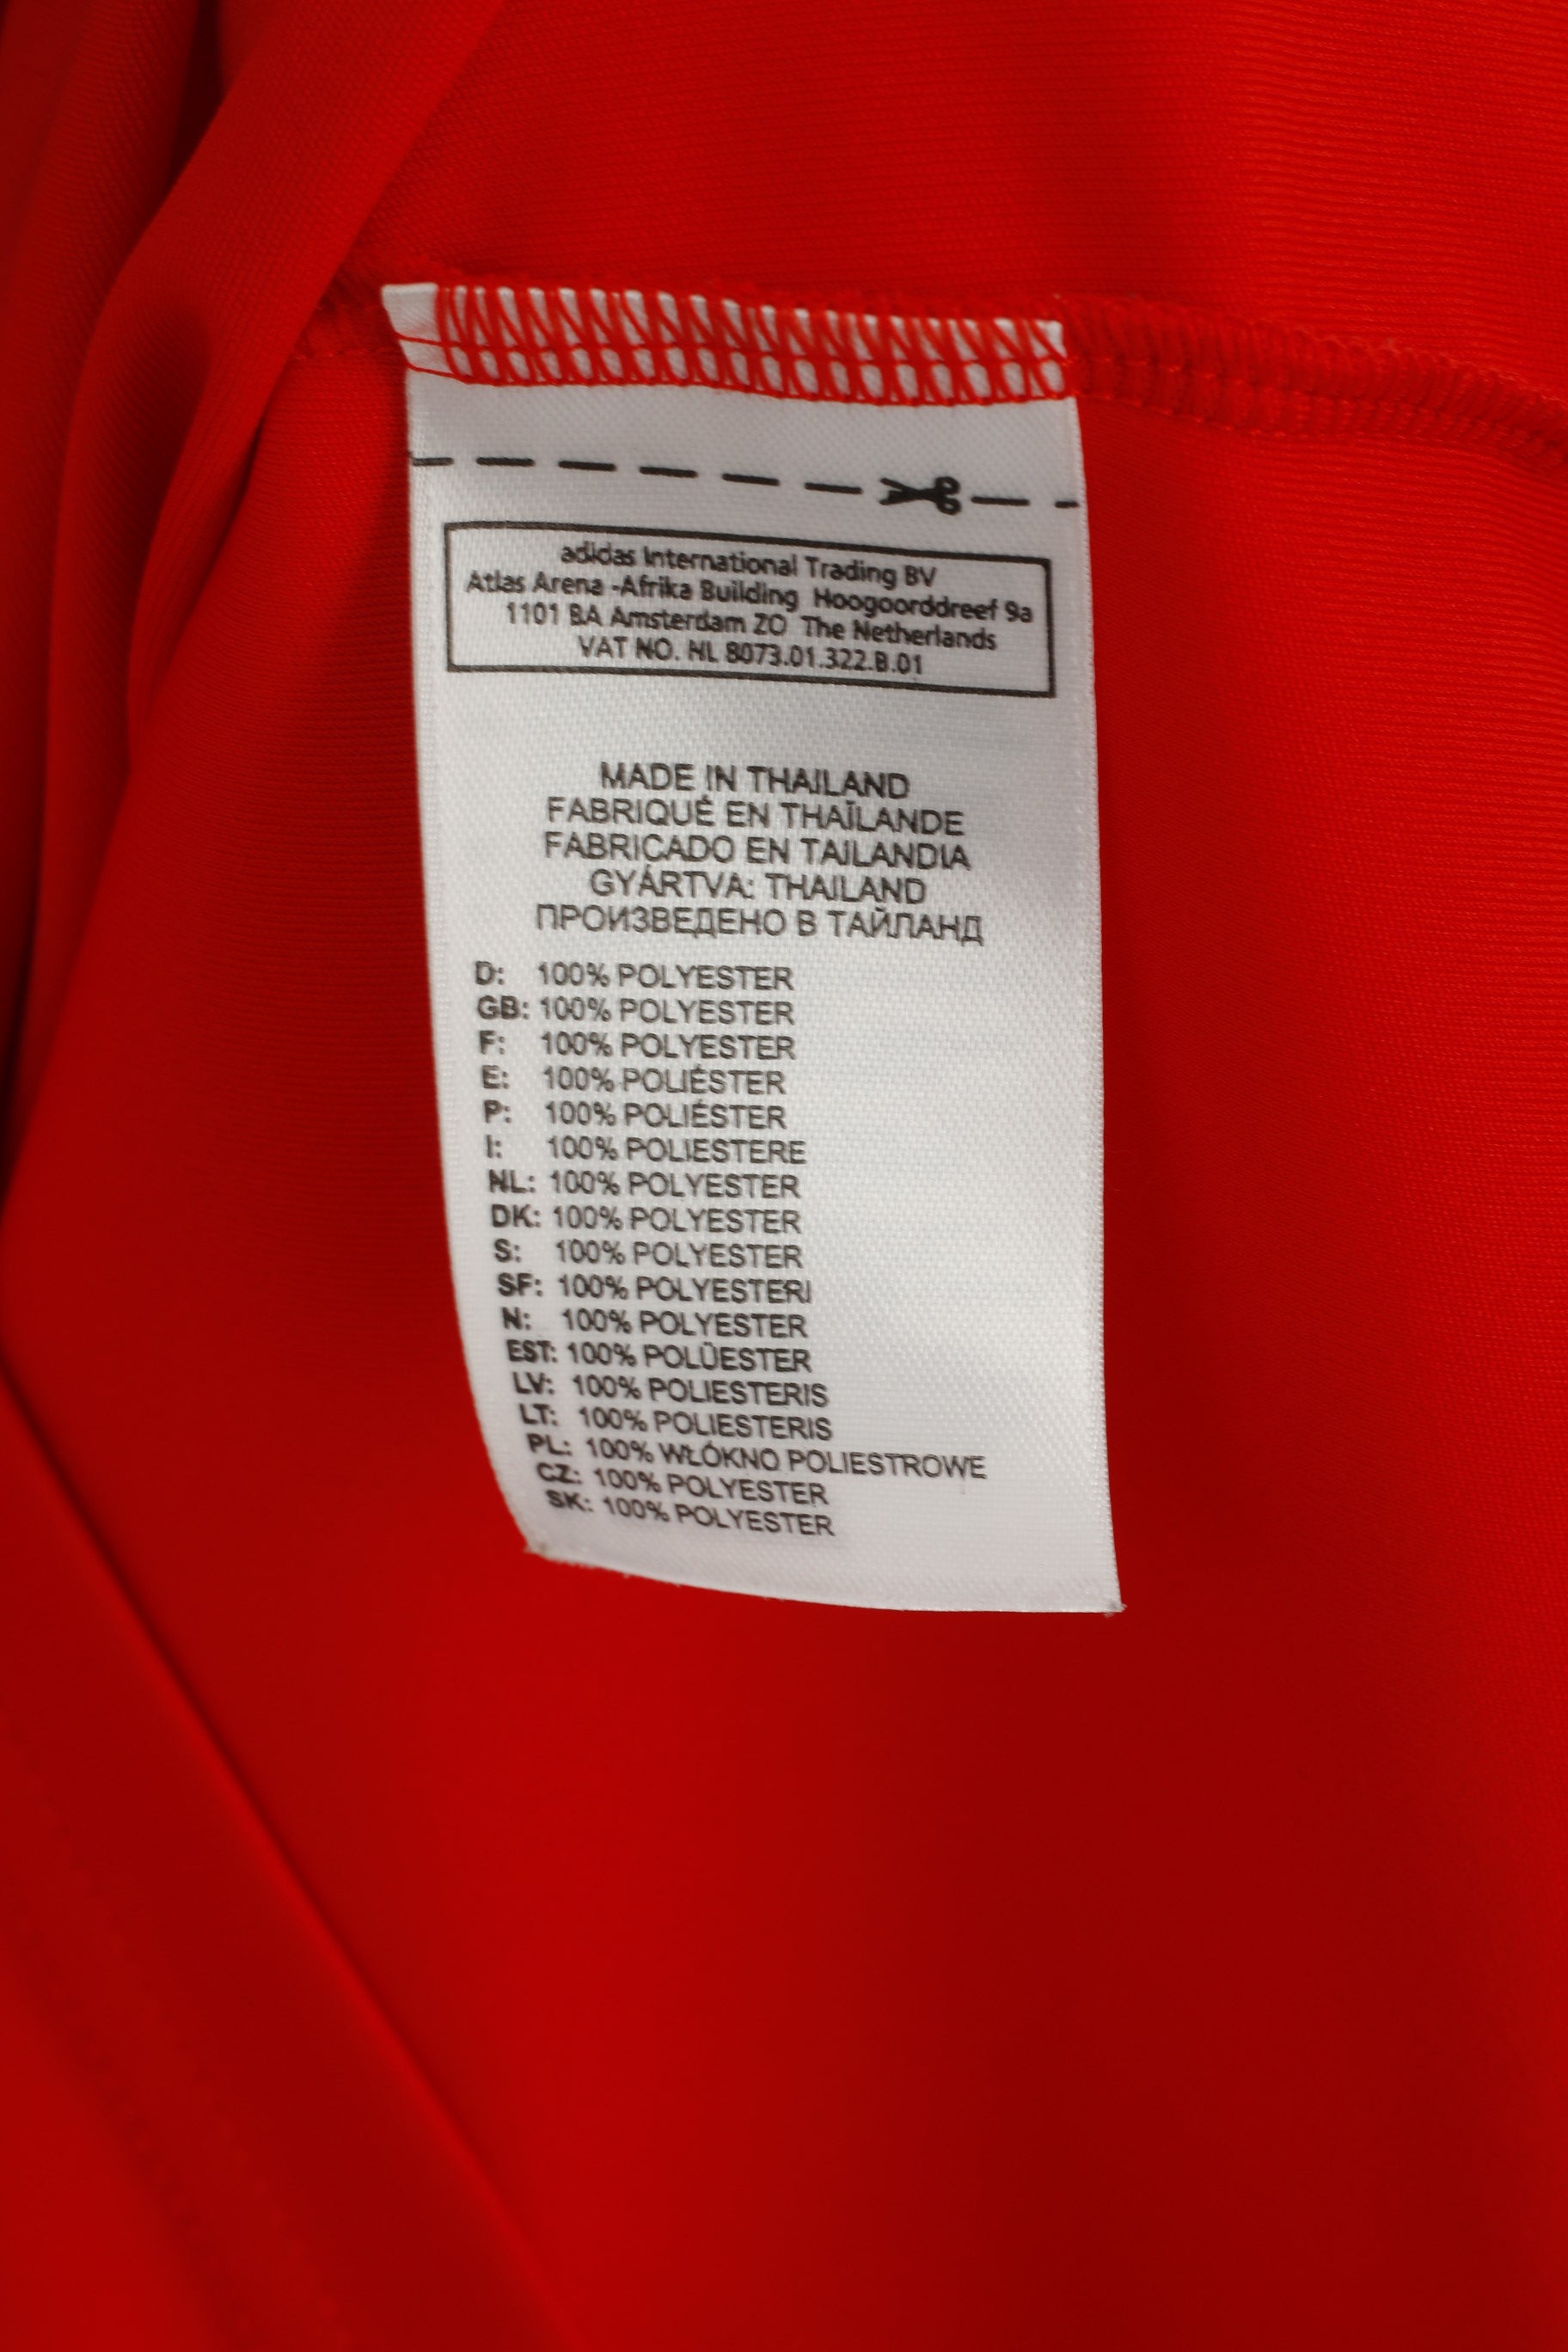 adidas International Trading BV
Atlas Arena -Afrika Building Hoogoorddreef 9a
1101 BA Amsterdam ZO The Netherlands
VAT NO. NL 8073.01.322.B.01
MADE IN THAILAND
FABRIQUÉ EN THAÏLANDE
FABRICADO EN TAILANDIA
GYÁRTVA: THAILAND
ПРОИЗВЕДЕНО В ТАЙЛАНД
D: 100% POLYESTER
GB: 100% POLYESTER
F: 100% POLYESTER
E: 100% POLIÉSTER
P: 100% POLIÉSTER
I: 100% POLIESTERE
NL: 100% POLYESTER
DK: 100% POLYESTER
S: 100% POLYESTER
SF: 100% POLYESTERI
N: 100% POLYESTER
EST: 100% POLÜESTER
LV: 100% POLIESTERIS
LT: 100% POLIESTERIS
PL: 100% WŁÓKNO POLIESTROWE
CZ: 100% POLYESTER
SK: 100% POLYESTER